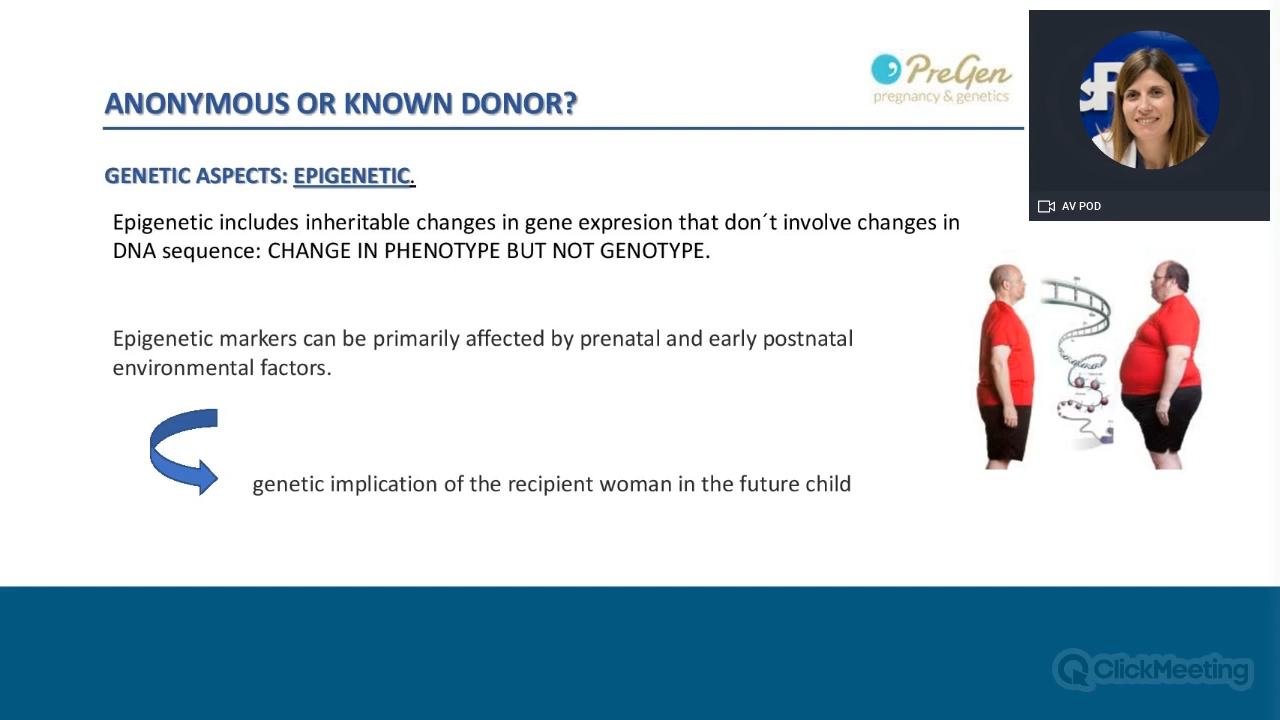 PreGen
pregnancy & genetics
ANONYMOUS OR KNOWN DONOR?
AV POD
GENETIC ASPECTS: EPIGENETIC.
Epigenetic includes inheritable changes in gene expresion that don´t involve changes in
DNA sequence: CHANGE IN PHENOTYPE BUT NOT GENOTYPE.
Epigenetic markers can be primarily affected by prenatal and early postnatal
environmental factors.
genetic implication of the recipient woman in the future child
ClickMeeting